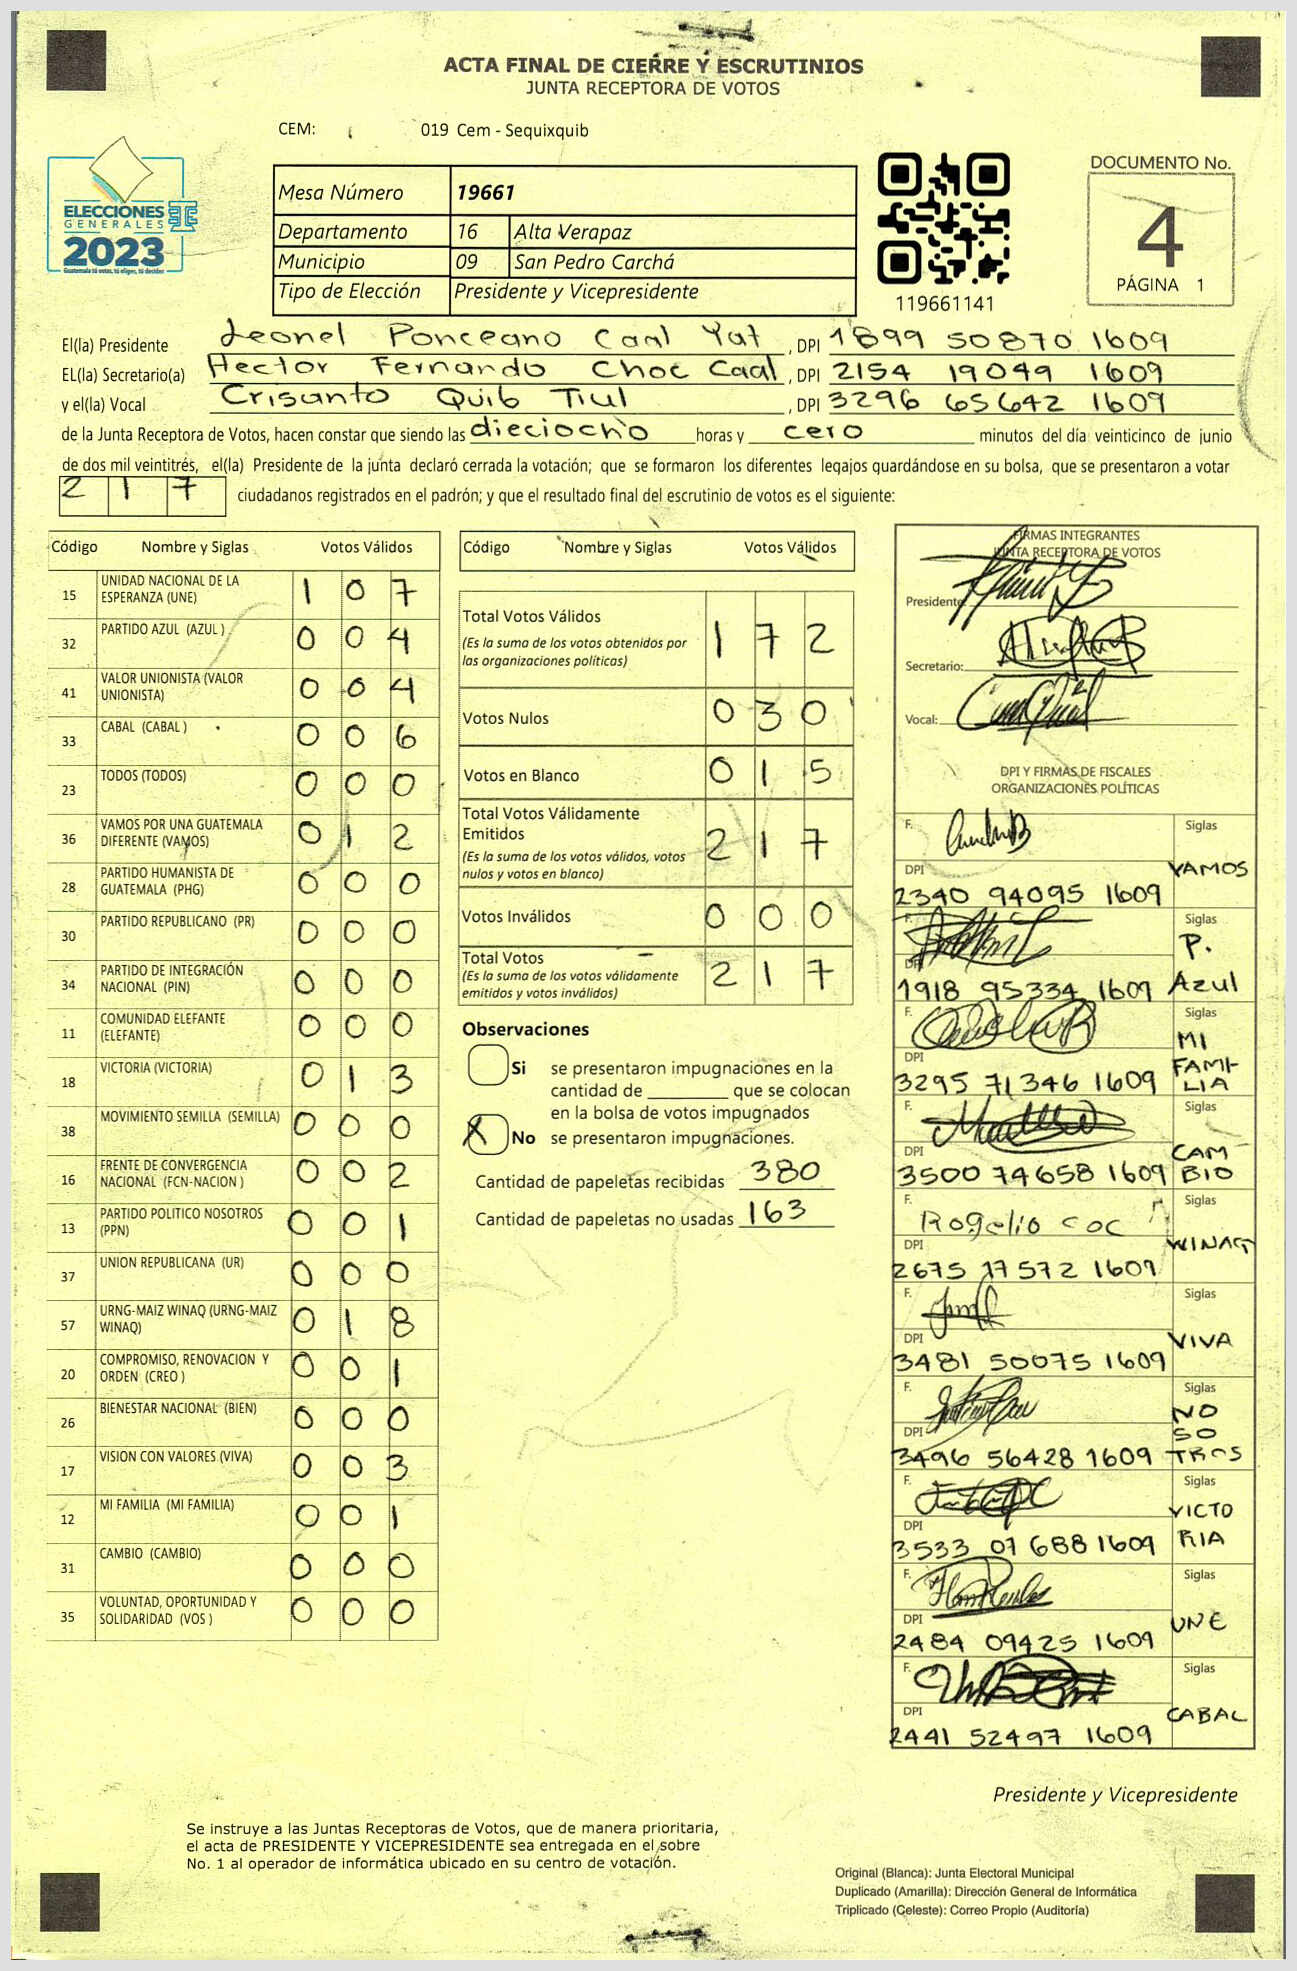 ACTA FINAL DE CIERRE Y ESCRUTINIOS
JUNTA RECEPTORA DE VOTOS
CEM: 019 Cem - Sequixquib
ELECCIONES
GENERALES
2023
Guatemala tú votas, tú eliges, tú decides
Mesa Número 19661
Departamento 16 Alta Verapaz
Municipio 09 San Pedro Carchá
Tipo de Elección Presidente y Vicepresidente
119661141
DOCUMENTO No.
4
PÁGINA 1
El(la) Presidente Leonel Ponceano Caal Yat, DPI 1899 50870 1609
EL(la) Secretario(a) Hector Fernando Choc Caal, DPI 2154 19049 1609
y el(la) Vocal Crisanto Quib Tiul, DPI 3296 65642 1609
de la Junta Receptora de Votos, hacen constar que siendo las dieciocho horas y cero minutos del día veinticinco de junio
de dos mil veintitrés, el(la) Presidente de la junta declaró cerrada la votación; que se formaron los diferentes legajos guardándose en su bolsa, que se presentaron a votar
217 ciudadanos registrados en el padrón; y que el resultado final del escrutinio de votos es el siguiente:
Código Nombre y Siglas Votos Válidos
15 UNIDAD NACIONAL DE LA ESPERANZA (UNE) 1 0 7
32 PARTIDO AZUL (AZUL ) 0 0 4
41 VALOR UNIONISTA (VALOR UNIONISTA) 0 0 4
33 CABAL (CABAL ) 0 0 6
23 TODOS (TODOS) 0 0 0
36 VAMOS POR UNA GUATEMALA DIFERENTE (VAMOS) 0 1 2
28 PARTIDO HUMANISTA DE GUATEMALA (PHG) 0 0 0
30 PARTIDO REPUBLICANO (PR) 0 0 0
34 PARTIDO DE INTEGRACIÓN NACIONAL (PIN) 0 0 0
11 COMUNIDAD ELEFANTE (ELEFANTE) 0 0 0
18 VICTORIA (VICTORIA) 0 1 3
38 MOVIMIENTO SEMILLA (SEMILLA) 0 0 0
16 FRENTE DE CONVERGENCIA NACIONAL (FCN-NACION ) 0 0 2
13 PARTIDO POLITICO NOSOTROS (PPN) 0 0 1
37 UNION REPUBLICANA (UR) 0 0 0
57 URNG-MAIZ WINAQ (URNG-MAIZ WINAQ) 0 1 8
20 COMPROMISO, RENOVACION Y ORDEN (CREO ) 0 0 1
26 BIENESTAR NACIONAL (BIEN) 0 0 0
17 VISION CON VALORES (VIVA) 0 0 3
12 MI FAMILIA (MI FAMILIA) 0 0 1
31 CAMBIO (CAMBIO) 0 0 0
35 VOLUNTAD, OPORTUNIDAD Y SOLIDARIDAD (VOS ) 0 0 0
Código Nombre y Siglas Votos Válidos
Total Votos Válidos 1 7 2
(Es la suma de los votos obtenidos por
las organizaciones políticas)
Votos Nulos 0 3 0
Votos en Blanco 0 1 5
Total Votos Válidamente
Emitidos 2 1 7
(Es la suma de los votos válidos, votos
nulos y votos en blanco)
Votos Inválidos 0 0 0
Total Votos 2 1 7
(Es la suma de los votos válidamente
emitidos y votos inválidos)
Observaciones
Si se presentaron impugnaciones en la
cantidad de ________ que se colocan
en la bolsa de votos impugnados
X No se presentaron impugnaciones.
Cantidad de papeletas recibidas 380
Cantidad de papeletas no usadas 163
FIRMAS INTEGRANTES
JUNTA RECEPTORA DE VOTOS
Presidente:
Secretario:
Vocal:
DPI Y FIRMAS DE FISCALES
ORGANIZACIONES POLÍTICAS
F. Siglas
DPI VAMOS
2340 94095 1609
F. Siglas
DPI P. Azul
1918 95334 1609
F. Siglas
DPI MI FAMILIA
3295 71346 1609
F. Siglas
DPI CAMBIO
3500 74658 1609
F. Rogelio coc Siglas
DPI WINAQ
2675 17572 1609
F. Siglas
DPI VIVA
3481 50075 1609
F. Siglas
DPI NOSOTROS
3496 56428 1609
F. Siglas
DPI VICTORIA
3533 07688 1609
F. Siglas
DPI UNE
2484 09425 1609
F. Siglas
DPI CABAL
2441 52497 1609
Presidente y Vicepresidente
Se instruye a las Juntas Receptoras de Votos, que de manera prioritaria,
el acta de PRESIDENTE Y VICEPRESIDENTE sea entregada en el sobre
No. 1 al operador de informática ubicado en su centro de votación.
Original (Blanca): Junta Electoral Municipal
Duplicado (Amarilla): Dirección General de Informática
Triplicado (Celeste): Correo Propio (Auditoría)